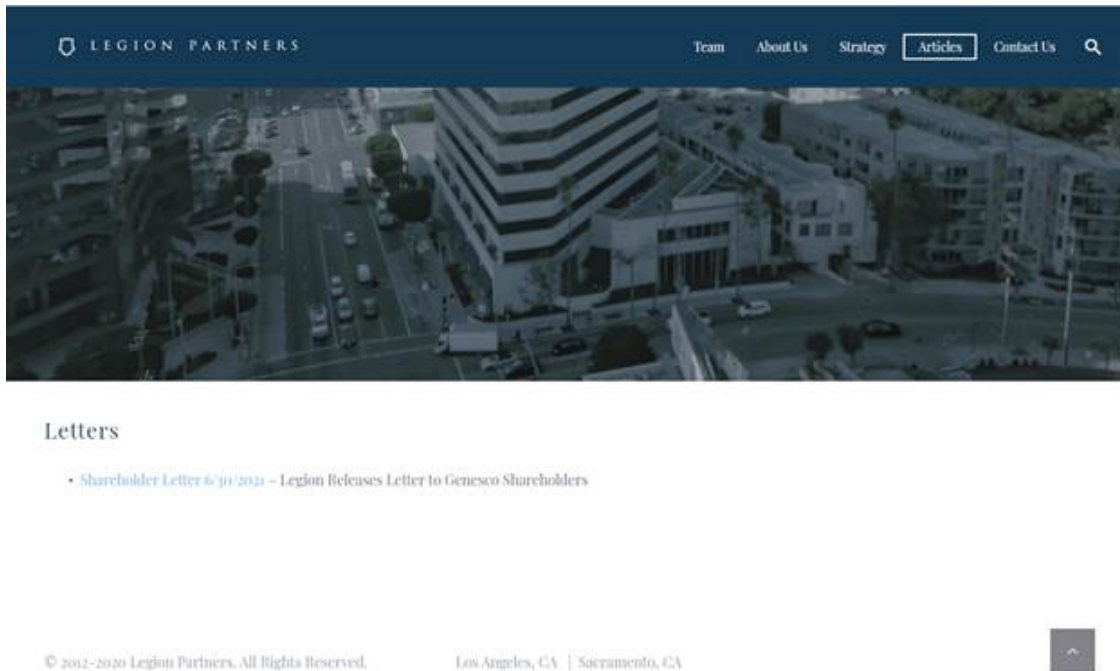 LEGION PARTNERS
Team About Us Strategy Articles Contact Us
Letters
• Shareholder Letter 6/30/2021 – Legion Releases Letter to Genesco Shareholders
© 2012-2020 Legion Partners. All Rights Reserved. Los Angeles, CA | Sacramento, CA